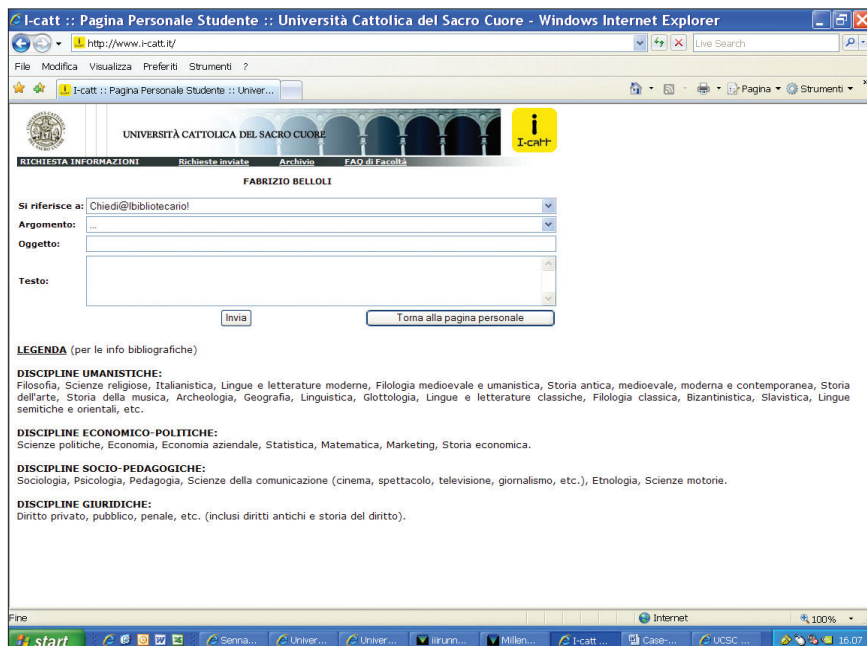 I-catt :: Pagina Personale Studente :: Università Cattolica del Sacro Cuore - Windows Internet Explorer
http://www.i-catt.it/
Live Search
File Modifica Visualizza Preferiti Strumenti ?
I-catt :: Pagina Personale Studente :: Univer...
Pagina Strumenti
UNIVERSITÀ CATTOLICA DEL SACRO CUORE
i
I-catt
RICHIESTA INFORMAZIONI Richieste inviate Archivio FAQ di Facoltà
FABRIZIO BELLOLI
Si riferisce a: Chiedi@lbibliotecario!
Argomento: ...
Oggetto:
Testo:
Invia Torna alla pagina personale
LEGENDA (per le info bibliografiche)
DISCIPLINE UMANISTICHE:
Filosofia, Scienze religiose, Italianistica, Lingue e letterature moderne, Filologia medioevale e umanistica, Storia antica, medioevale, moderna e contemporanea, Storia
dell'arte, Storia della musica, Archeologia, Geografia, Linguistica, Glottologia, Lingue e letterature classiche, Filologia classica, Bizantinistica, Slavistica, Lingue
semitiche e orientali, etc.
DISCIPLINE ECONOMICO-POLITICHE:
Scienze politiche, Economia, Economia aziendale, Statistica, Matematica, Marketing, Storia economica.
DISCIPLINE SOCIO-PEDAGOGICHE:
Sociologia, Psicologia, Pedagogia, Scienze della comunicazione (cinema, spettacolo, televisione, giornalismo, etc.), Etnologia, Scienze motorie.
DISCIPLINE GIURIDICHE:
Diritto privato, pubblico, penale, etc. (inclusi diritti antichi e storia del diritto).
Fine Internet 100%
start Senna... Univer... Univer... iiirunn... Millen... I-catt ... Case-... UCSC ... 16.07